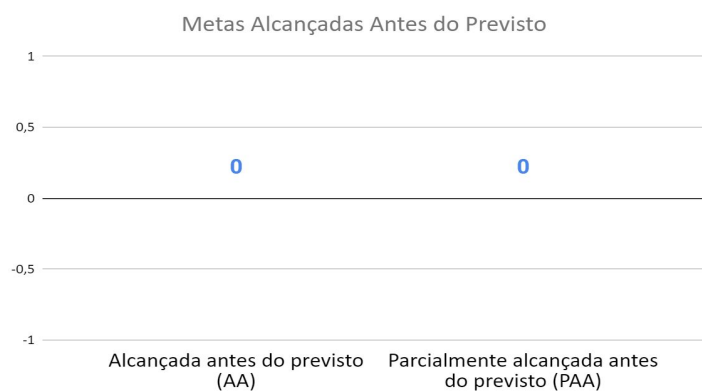 Metas Alcançadas Antes do Previsto
1
0,5
0
0
0
-0,5
-1
Alcançada antes do previsto
(AA)
Parcialmente alcançada antes
do previsto (PAA)